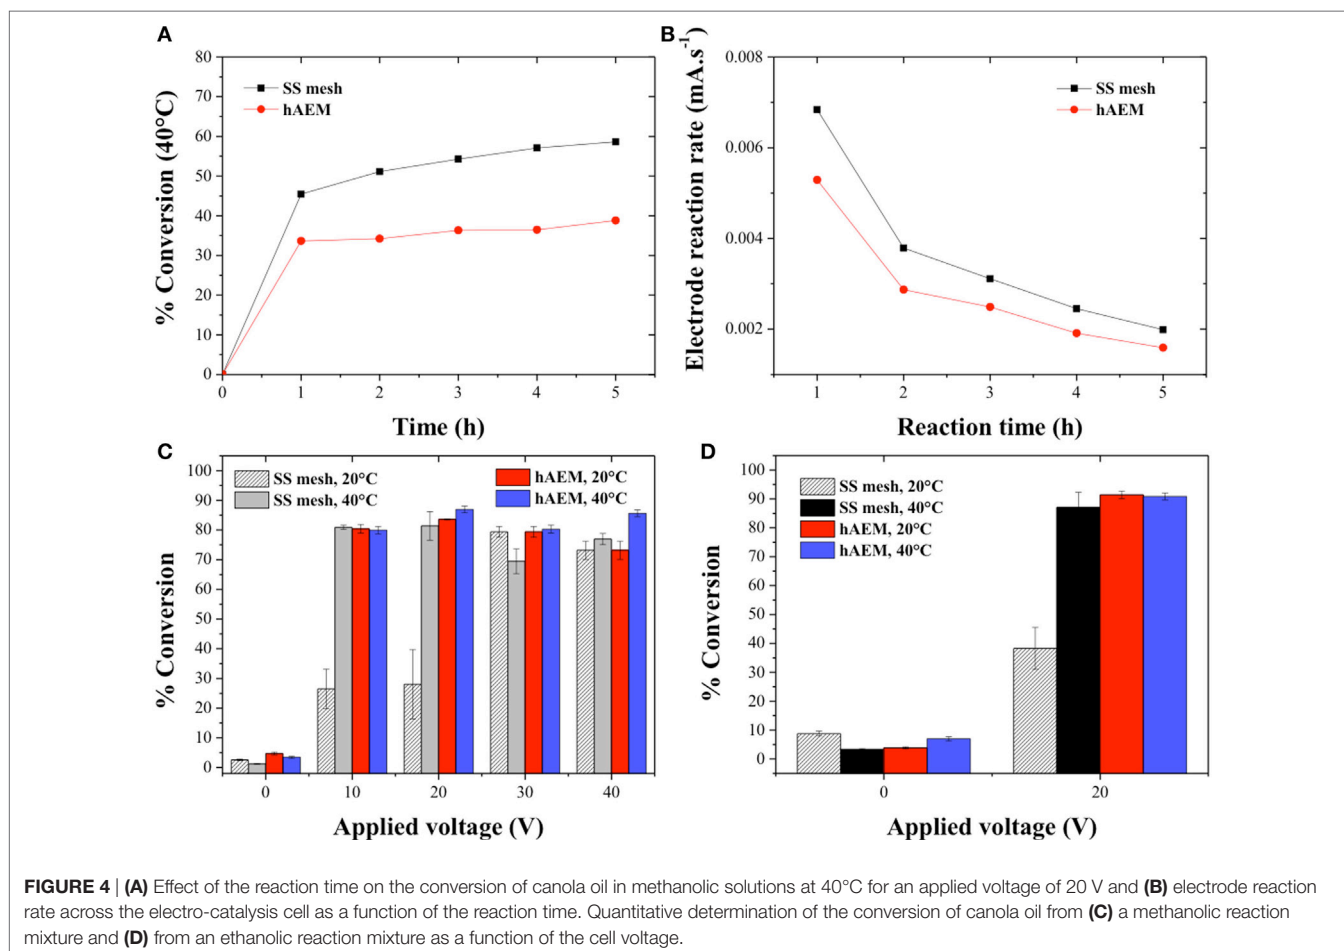 A
80
70
60
50
40
30
20
10
0
% Conversion (40°C)
SS mesh
hAEM
0 1 2 3 4 5
Time (h)
B
0.008
0.006
0.004
0.002
Electrode reaction rate (mA.s⁻¹)
SS mesh
hAEM
1 2 3 4 5
Reaction time (h)
C
100
90
80
70
60
50
40
30
20
10
0
% Conversion
SS mesh, 20°C
SS mesh, 40°C
hAEM, 20°C
hAEM, 40°C
0 10 20 30 40
Applied voltage (V)
D
100
90
80
70
60
50
40
30
20
10
0
% Conversion
SS mesh, 20°C
SS mesh, 40°C
hAEM, 20°C
hAEM, 40°C
0 20
Applied voltage (V)
FIGURE 4 | (A) Effect of the reaction time on the conversion of canola oil in methanolic solutions at 40°C for an applied voltage of 20 V and (B) electrode reaction
rate across the electro-catalysis cell as a function of the reaction time. Quantitative determination of the conversion of canola oil from (C) a methanolic reaction
mixture and (D) from an ethanolic reaction mixture as a function of the cell voltage.